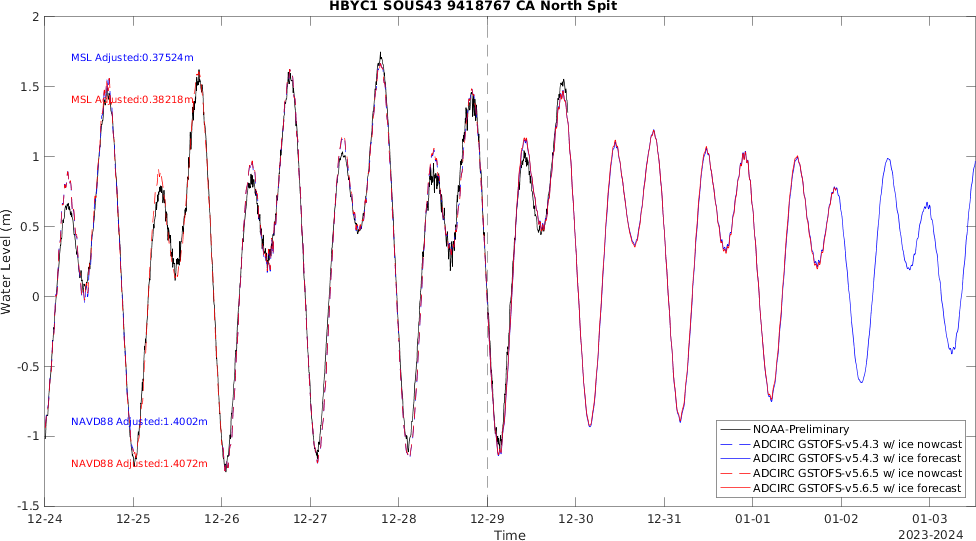 HBYC1 SOUS43 9418767 CA North Spit
2
1.5
1
0.5
0
-0.5
-1
-1.5
Water Level (m)
MSL Adjusted:0.37524m
MSL Adjusted:0.38218m
NAVD88 Adjusted:1.4002m
NAVD88 Adjusted:1.4072m
NOAA-Preliminary
ADCIRC GSTOFS-v5.4.3 w/ ice nowcast
ADCIRC GSTOFS-v5.4.3 w/ ice forecast
ADCIRC GSTOFS-v5.6.5 w/ ice nowcast
ADCIRC GSTOFS-v5.6.5 w/ ice forecast
12-24 12-25 12-26 12-27 12-28 12-29 12-30 12-31 01-01 01-02 01-03
Time
2023-2024